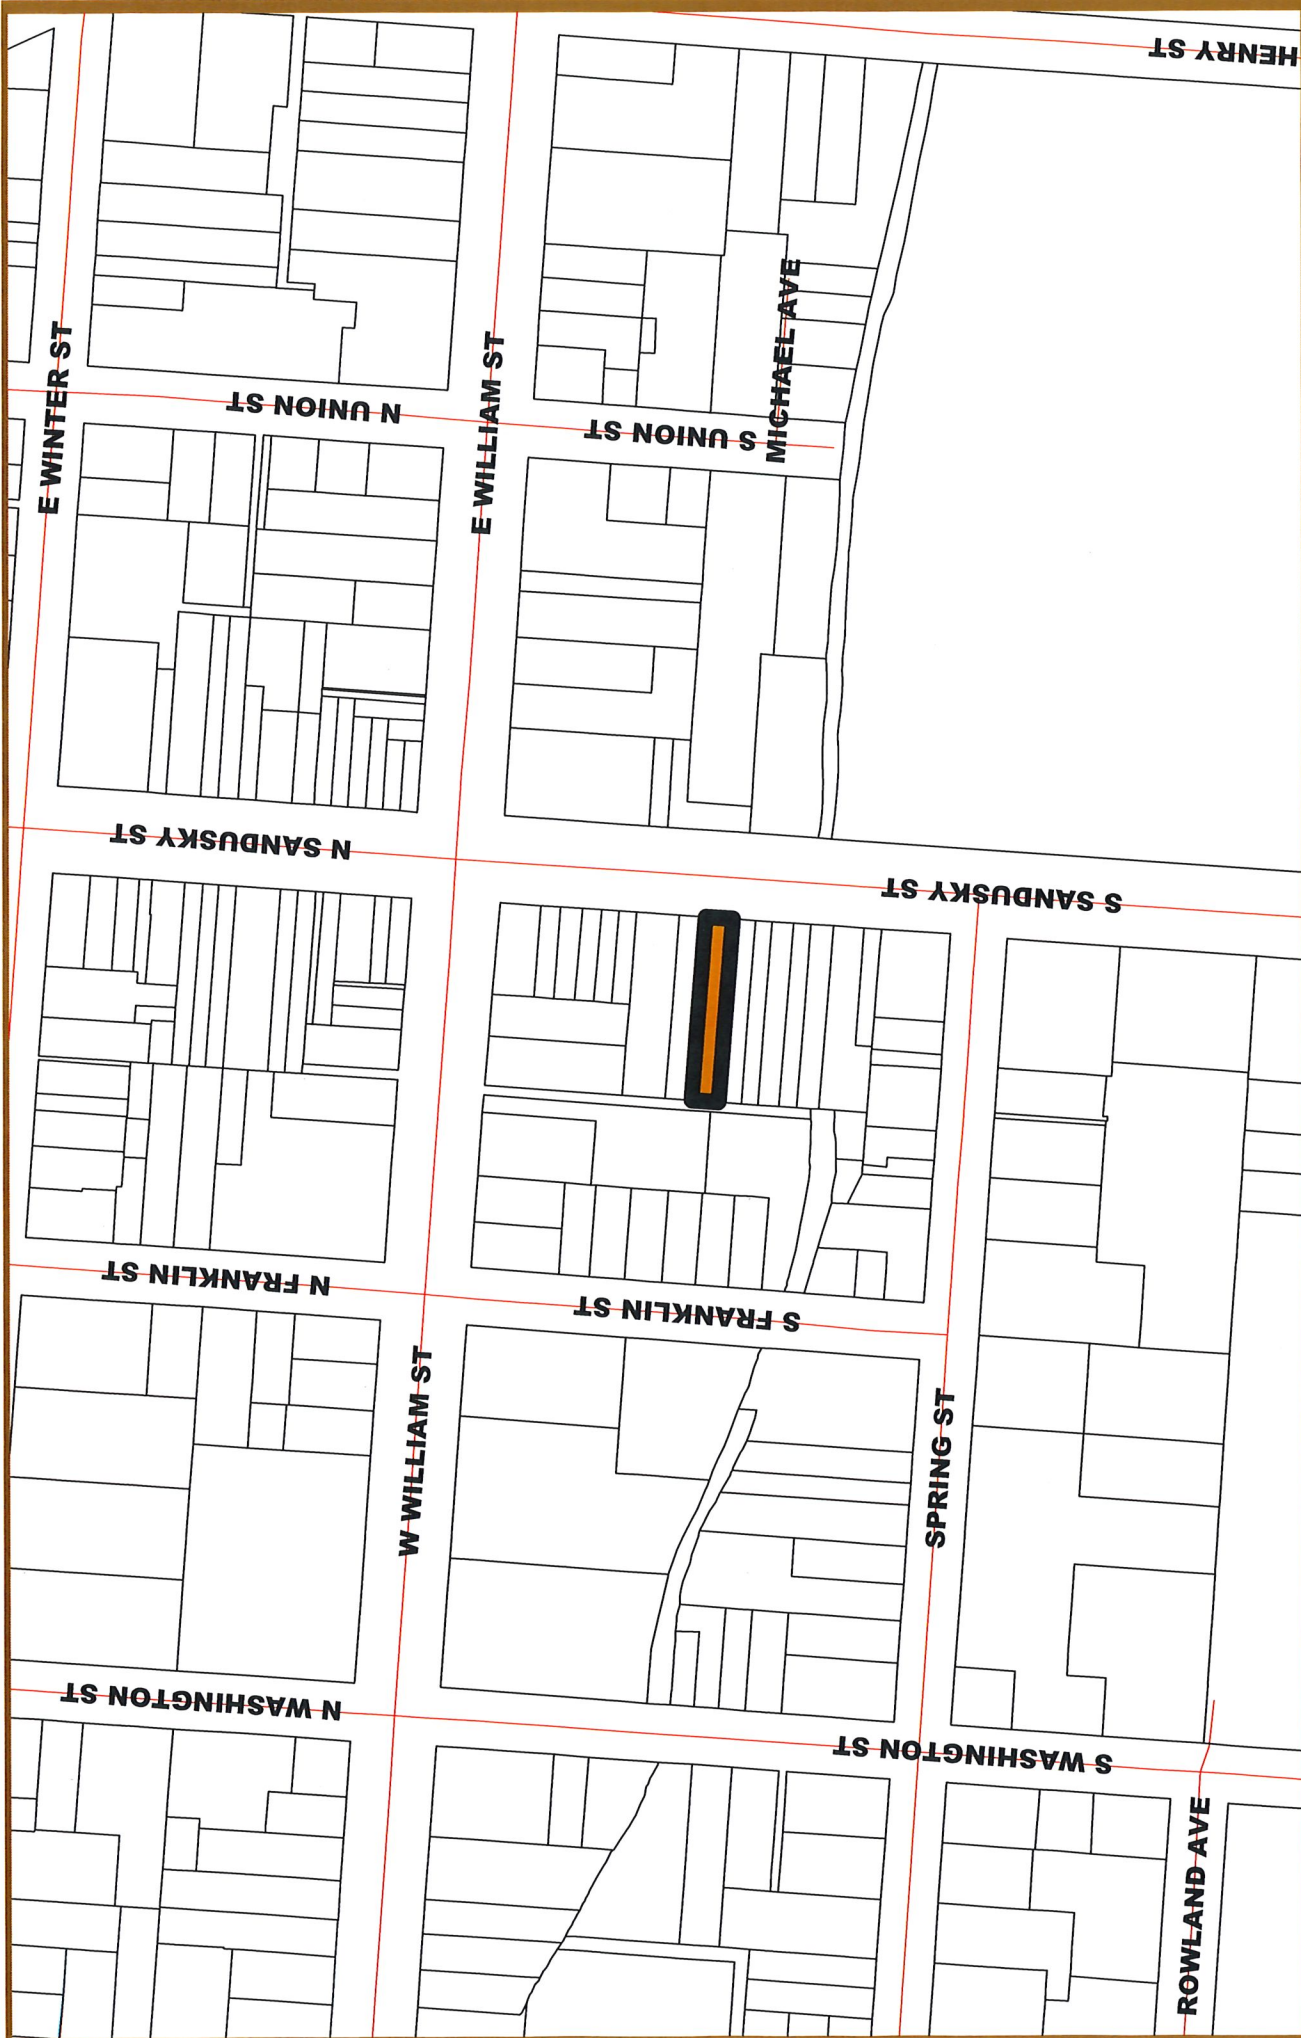 HENRY ST
MICHAEL AVE
E WINTER ST
E WILLIAM ST
N UNION ST
S UNION ST
N SANDUSKY ST
S SANDUSKY ST
N FRANKLIN ST
S FRANKLIN ST
W WILLIAM ST
SPRING ST
N WASHINGTON ST
S WASHINGTON ST
ROWLAND AVE